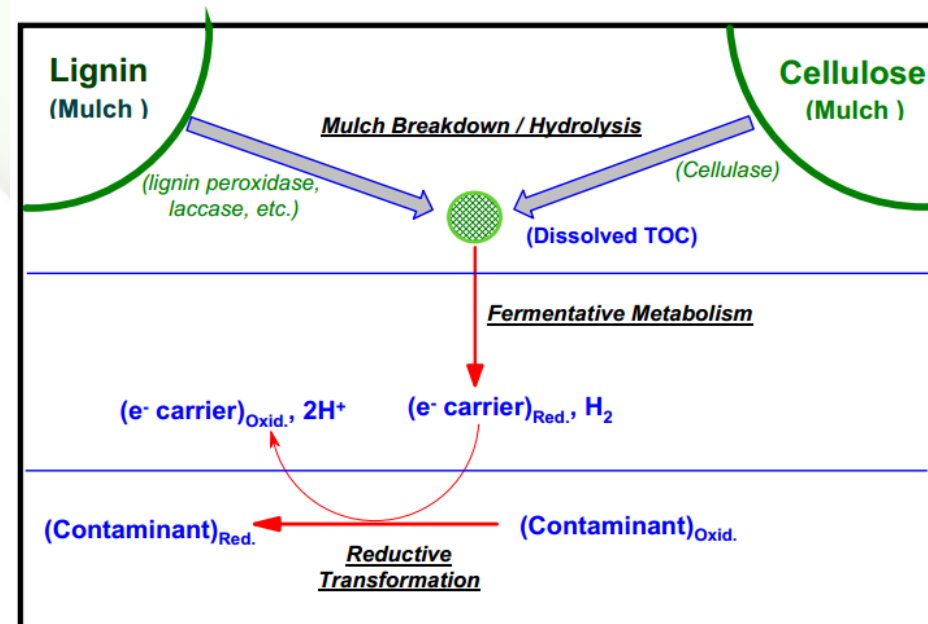 Lignin
(Mulch )
Cellulose
(Mulch )
Mulch Breakdown / Hydrolysis
(lignin peroxidase,
laccase, etc.)
(Cellulase)
(Dissolved TOC)
Fermentative Metabolism
(e- carrier)Oxid., 2H+
(e- carrier)Red., H2
(Contaminant)Red.
(Contaminant)Oxid.
Reductive
Transformation